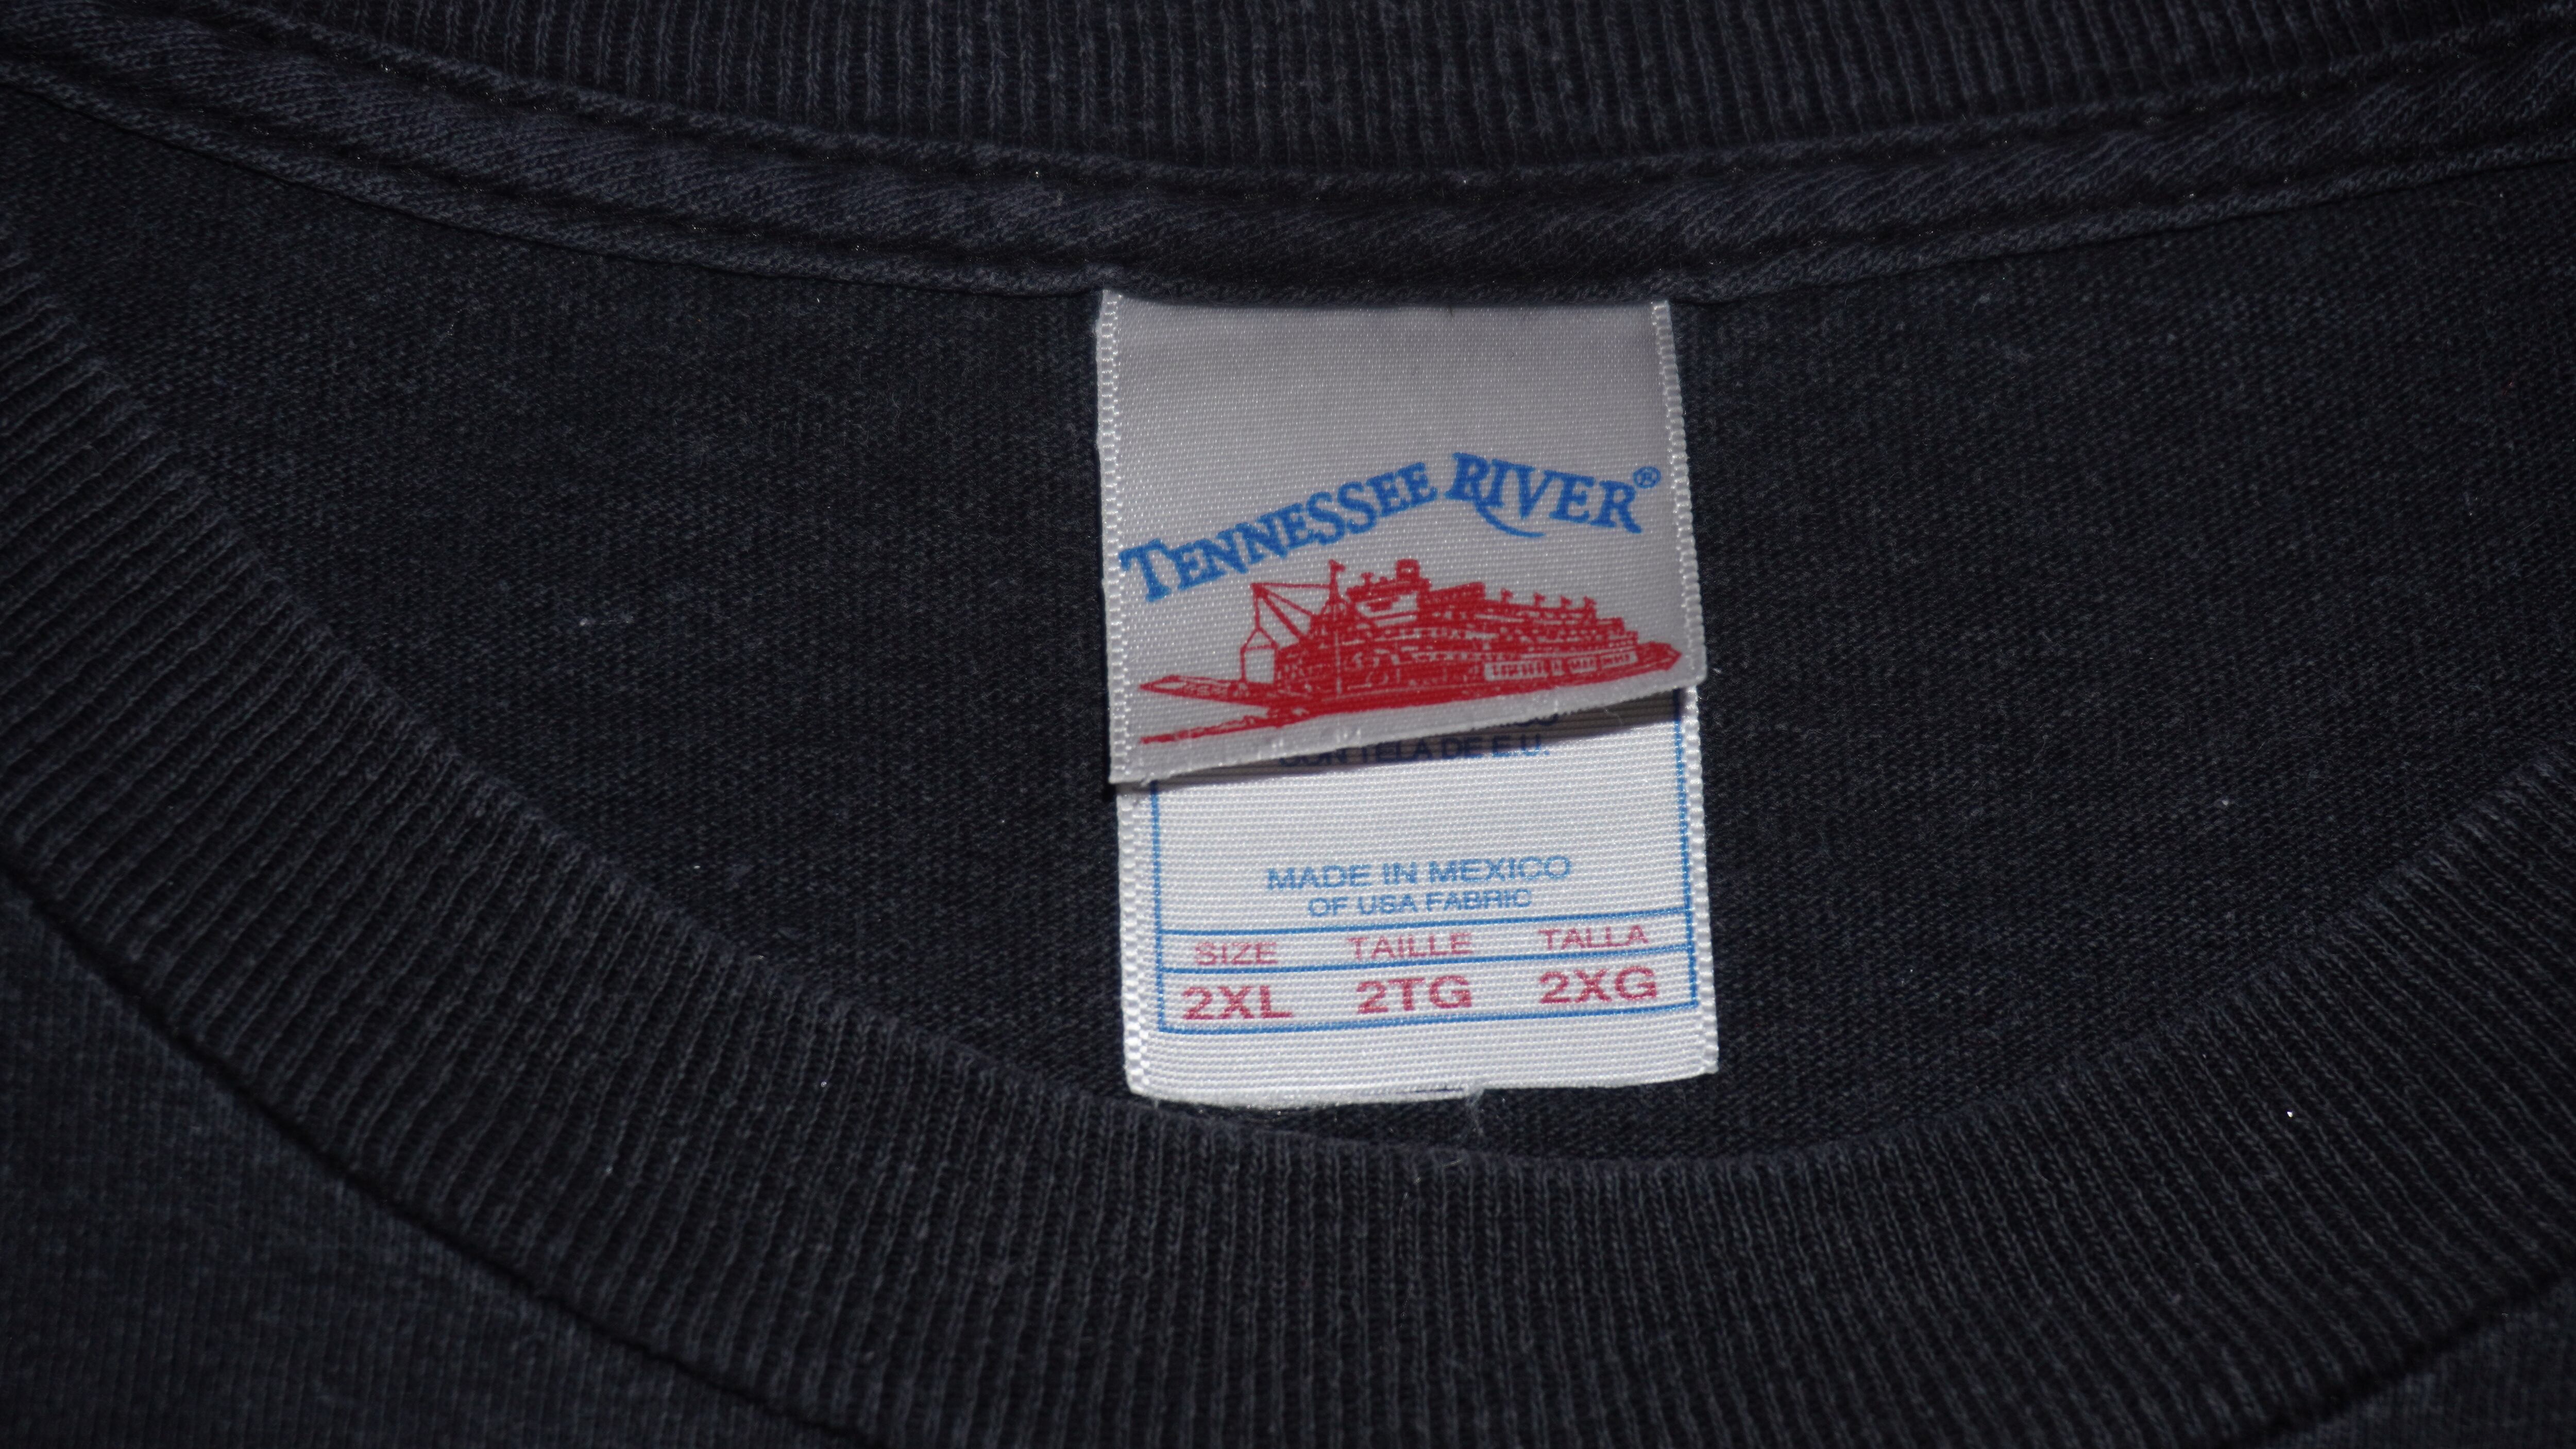 TENNESSEE RIVER®
CON TELA DE E.U.
MADE IN MEXICO
OF USA FABRIC
SIZE TAILLE TALLA
2XL 2TG 2XG